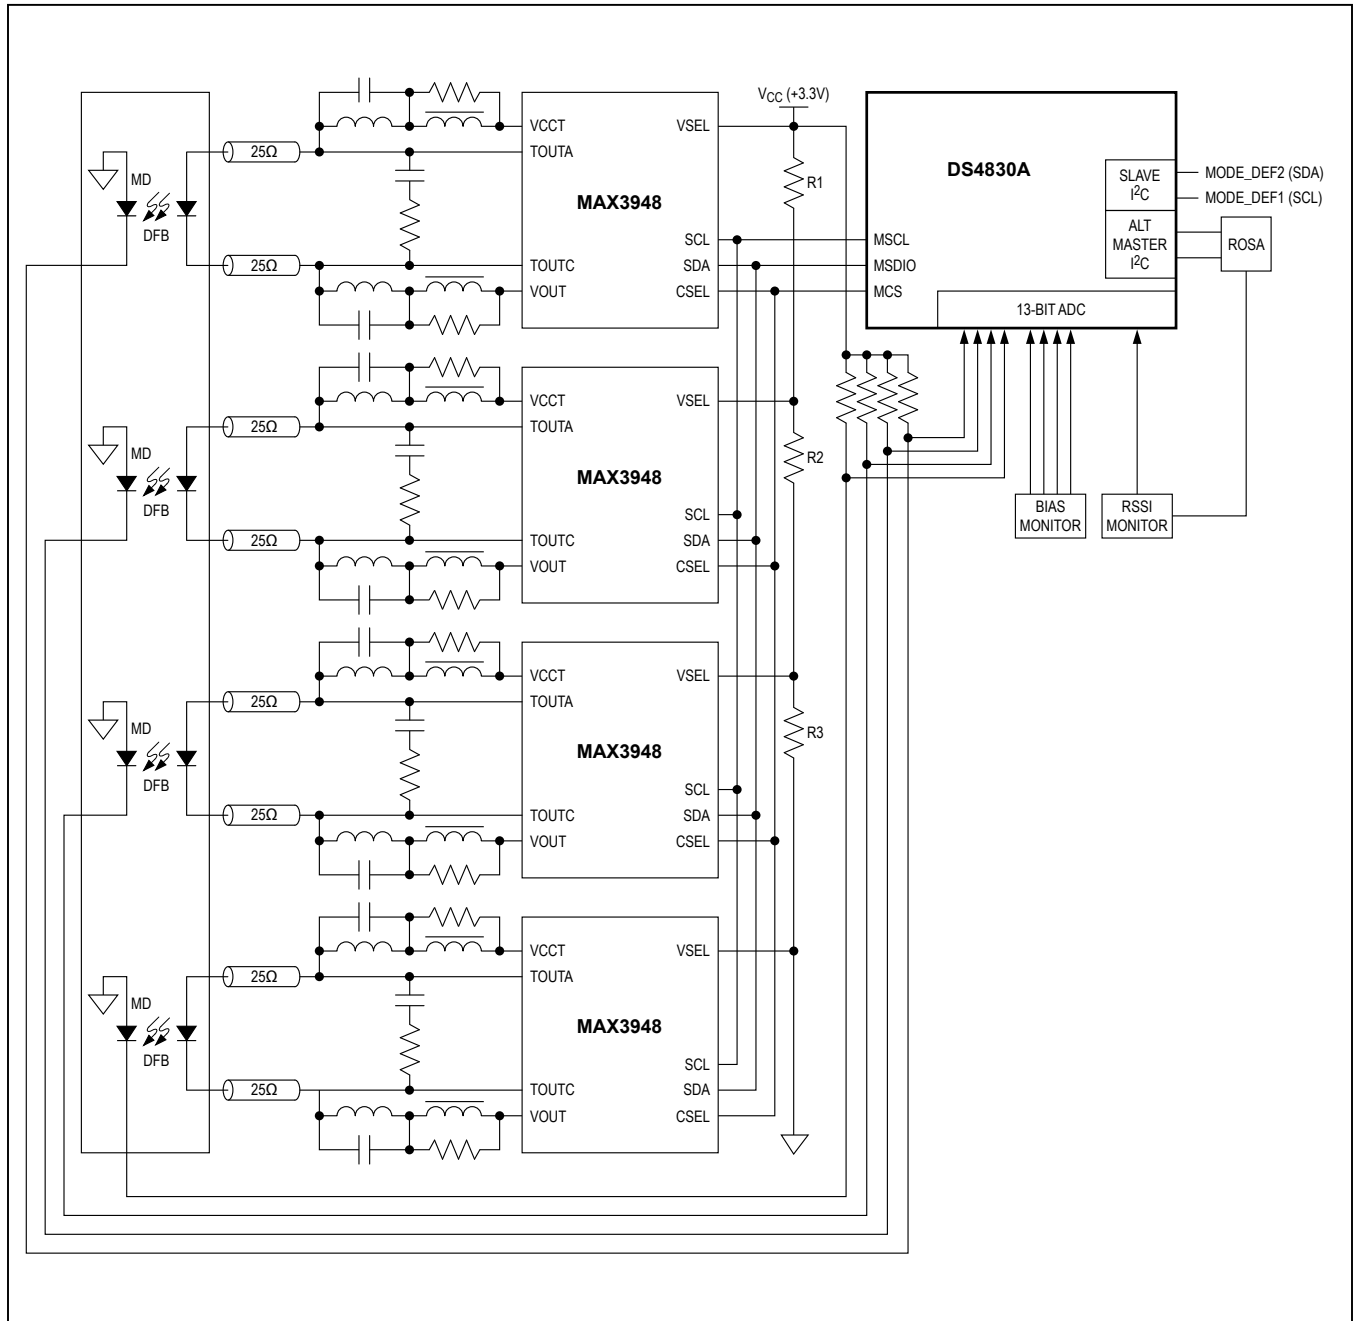 VCC (+3.3V)
VCCT
VSEL
25Ω
TOUTA
DS4830A
MD
R1
SLAVE
I2C
MODE_DEF2 (SDA)
MODE_DEF1 (SCL)
MAX3948
DFB
ALT
MASTER
I2C
ROSA
SCL
MSCL
25Ω
TOUTC
SDA
MSDIO
VOUT
CSEL
MCS
13-BIT ADC
VCCT
VSEL
25Ω
TOUTA
MD
R2
MAX3948
DFB
SCL
BIAS
MONITOR
RSSI
MONITOR
25Ω
TOUTC
SDA
VOUT
CSEL
VCCT
VSEL
25Ω
TOUTA
MD
R3
MAX3948
DFB
SCL
25Ω
TOUTC
SDA
VOUT
CSEL
VCCT
VSEL
25Ω
TOUTA
MD
MAX3948
DFB
SCL
25Ω
TOUTC
SDA
VOUT
CSEL